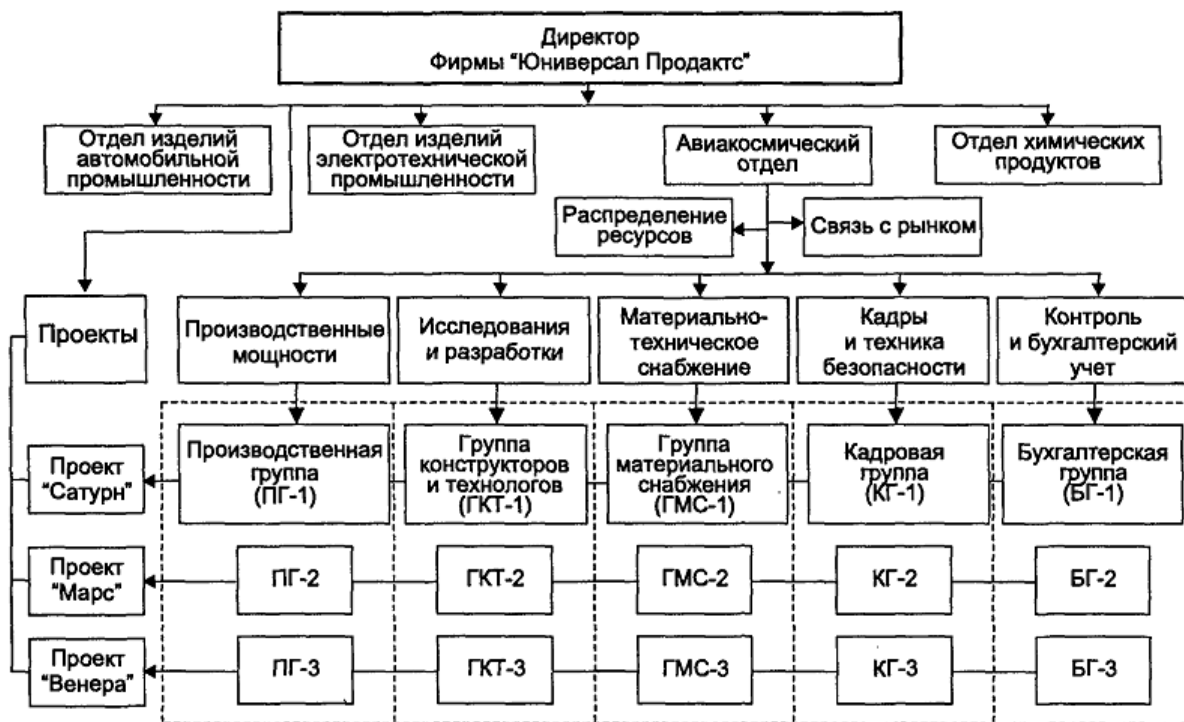 Директор
Фирмы "Юниверсал Продактс"
Отдел изделий
автомобильной
промышленности
Отдел изделий
электротехнической
промышленности
Авиакосмический
отдел
Отдел химических
продуктов
Распределение
ресурсов
Связь с рынком
Проекты
Производственные
мощности
Исследования
и разработки
Материально-
техническое
снабжение
Кадры
и техника
безопасности
Контроль
и бухгалтерский
учет
Проект
"Сатурн"
Производственная
группа
(ПГ-1)
Группа
конструкторов
и технологов
(ГКТ-1)
Группа
материального
снабжения
(ГМС-1)
Кадровая
группа
(КГ-1)
Бухгалтерская
группа
(БГ-1)
Проект
"Марс"
ПГ-2
ГКТ-2
ГМС-2
КГ-2
БГ-2
Проект
"Венера"
ПГ-3
ГКТ-3
ГМС-3
КГ-3
БГ-3